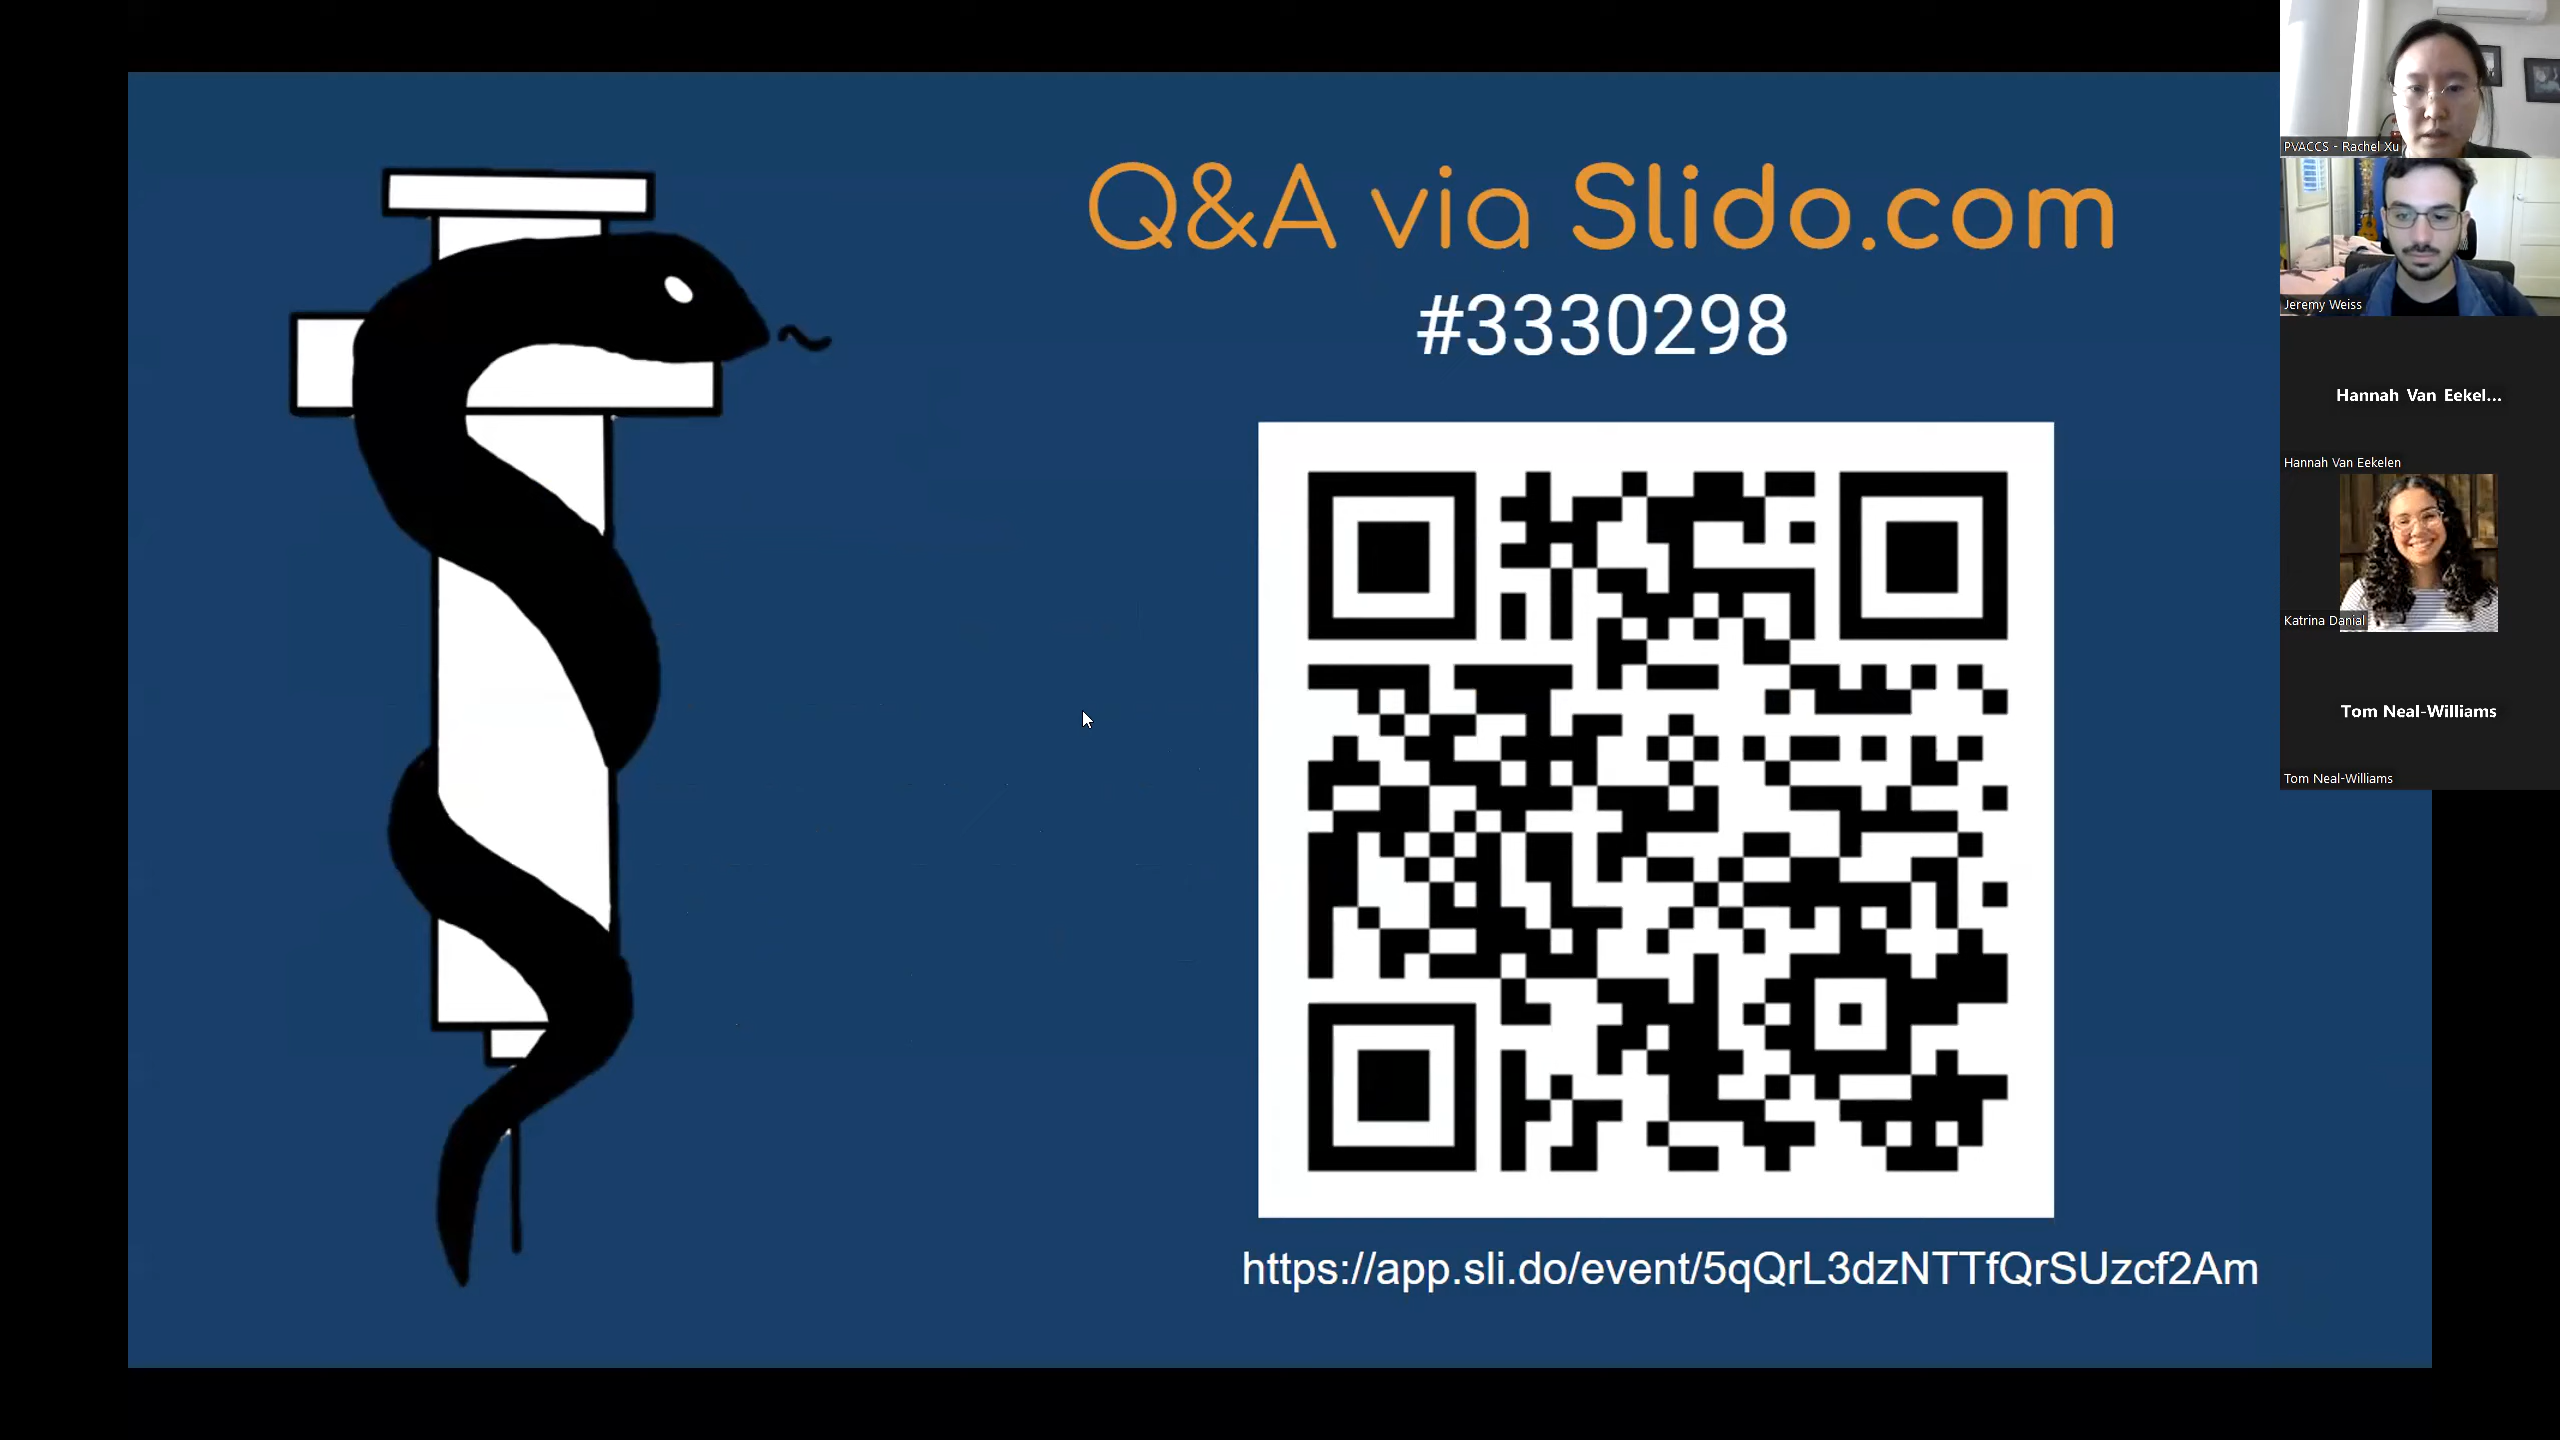 Q&A via Slido.com
#3330298
https://app.sli.do/event/5qQrL3dzNTTfQrSUzcf2Am
PVACCS - Rachel Xu
Jeremy Weiss
Hannah Van Eekel...
Hannah Van Eekelen
Katrina Danial
Tom Neal-Williams
Tom Neal-Williams